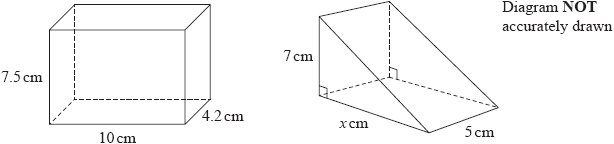 Diagram NOT
accurately drawn
7.5 cm
4.2 cm
10 cm
7 cm
x cm
5 cm